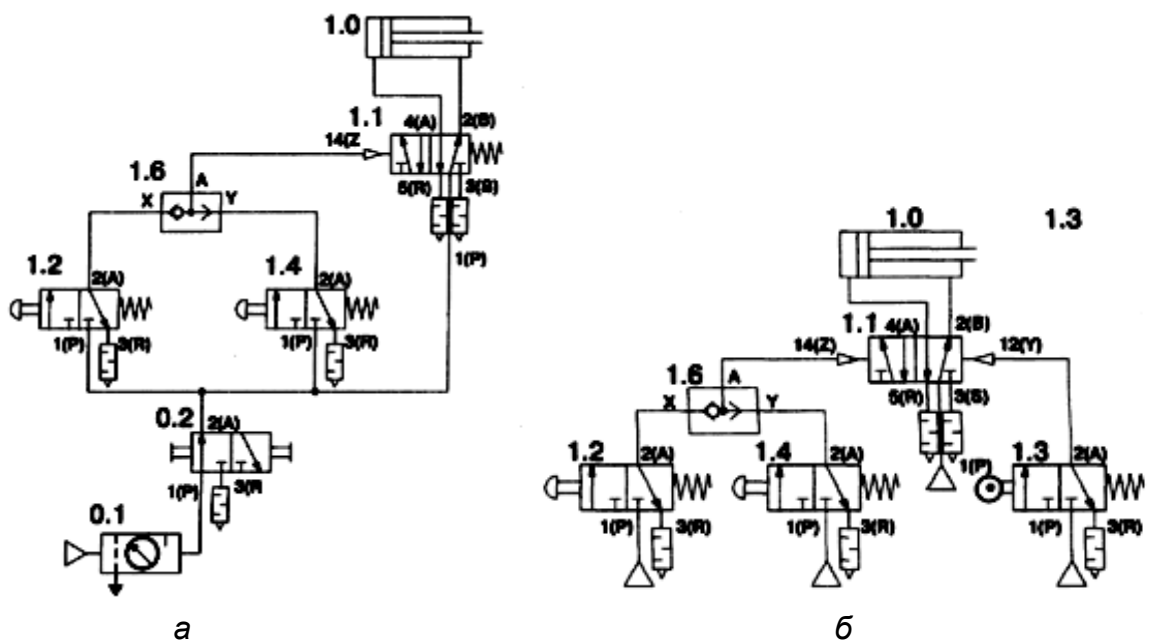 1.0
1.1
4(A)
2(B)
14(Z
1.6
A
X
Y
5(R)
3(S)
1(P)
1.2
2(A)
1.4
2(A)
1(P)
3(R)
1(P)
3(R)
0.2
2(A)
1(P)
3(R
0.1
а
1.0
1.3
1.1
4(A)
2(B)
14(Z)
12(Y)
1.6
A
X
Y
5(R)
3(S)
1.2
2(A)
1.4
2(A)
1(P)
1.3
2(A)
1(P)
3(R)
1(P)
3(R)
1(P)
3(R)
б